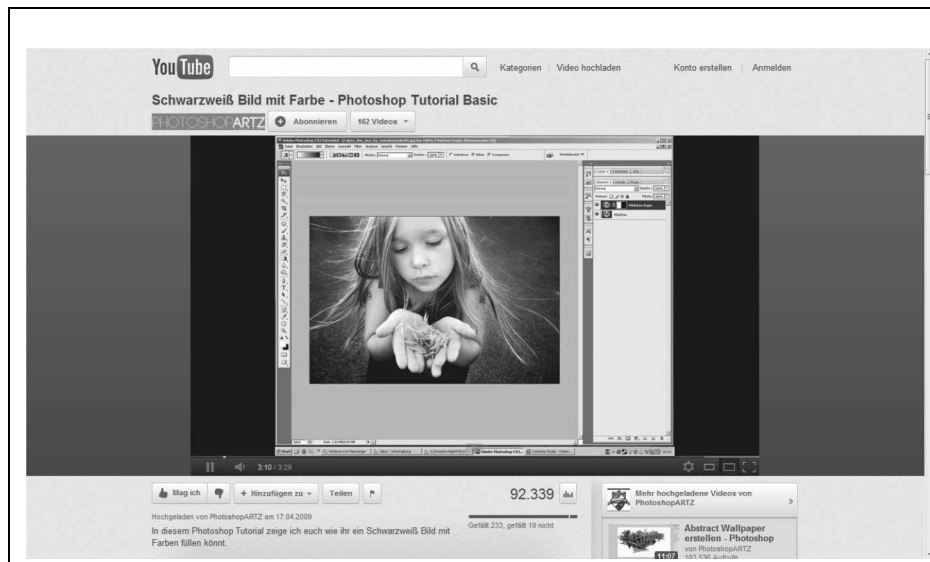 YouTube
Kategorien | Video hochladen
Konto erstellen | Anmelden
Schwarzweiß Bild mit Farbe - Photoshop Tutorial Basic
PHOTOSHOPARTZ
Abonnieren
162 Videos
3:10 / 3:29
Mag ich
Hinzufügen zu
Teilen
92.339
Hochgeladen von PhotoshopARTZ am 17.04.2009
In diesem Photoshop Tutorial zeige ich euch wie ihr ein Schwarzweiß Bild mit
Farben füllen könnt.
Gefällt 233, gefällt 19 nicht
Mehr hochgeladene Videos von
PhotoshopARTZ
Abstract Wallpaper
erstellen - Photoshop
von PhotoshopARTZ
103.536 Aufrufe
11:07